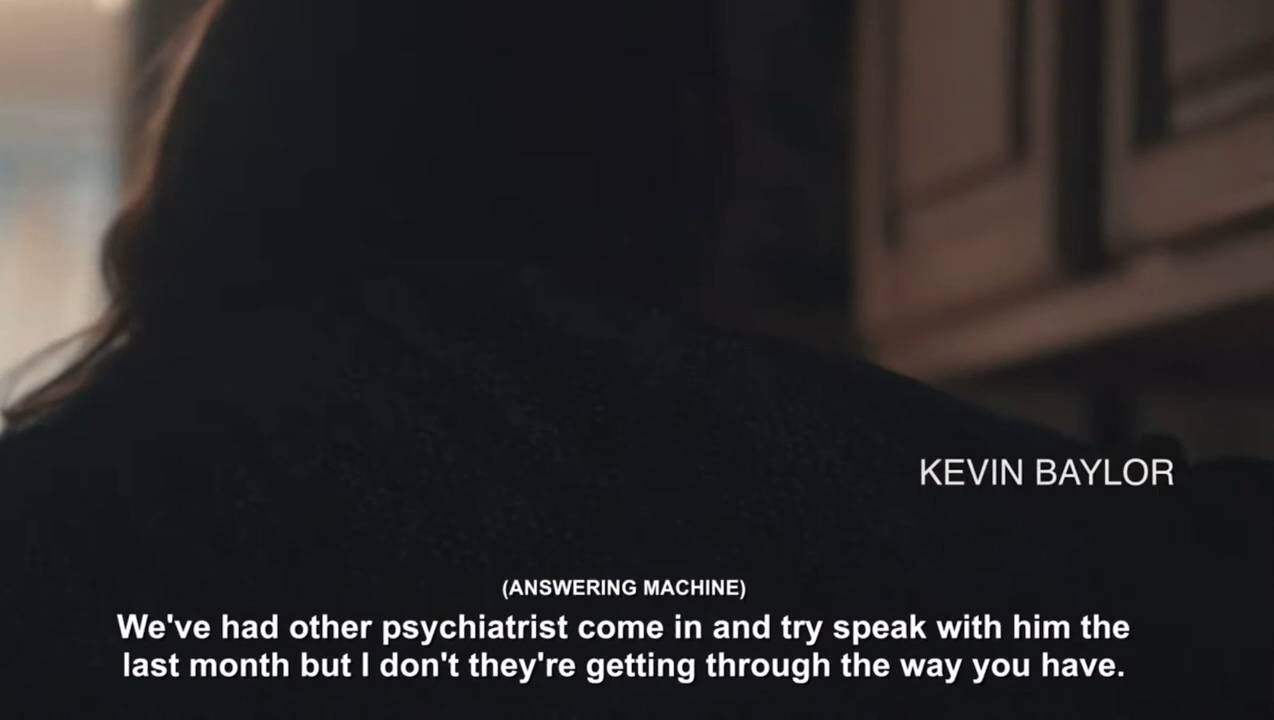 KEVIN BAYLOR
(ANSWERING MACHINE)
We've had other psychiatrist come in and try speak with him the
last month but I don't they're getting through the way you have.